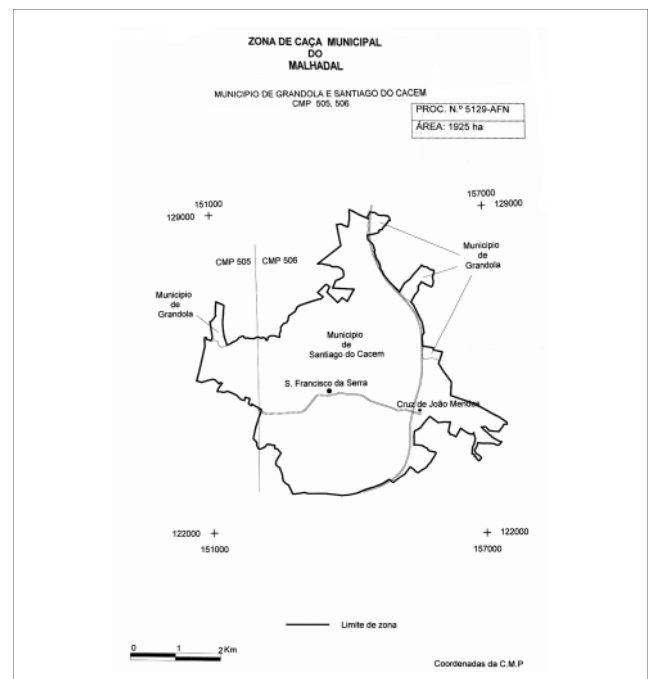 ZONA DE CAÇA MUNICIPAL
DO
MALHADAL
MUNICIPIO DE GRANDOLA E SANTIAGO DO CACEM
CMP 505, 506
PROC. N.º 5129-AFN
ÁREA: 1925 ha
151000
129000
157000
129000
CMP 505
CMP 506
Municipio
de
Grandola
Municipio
de
Grandola
Municipio
de
Santiago do Cacem
S. Francisco da Serra
Cruz de João Mendes
122000
151000
122000
157000
Limite de zona
0 1 2 Km
Coordenadas da C.M.P